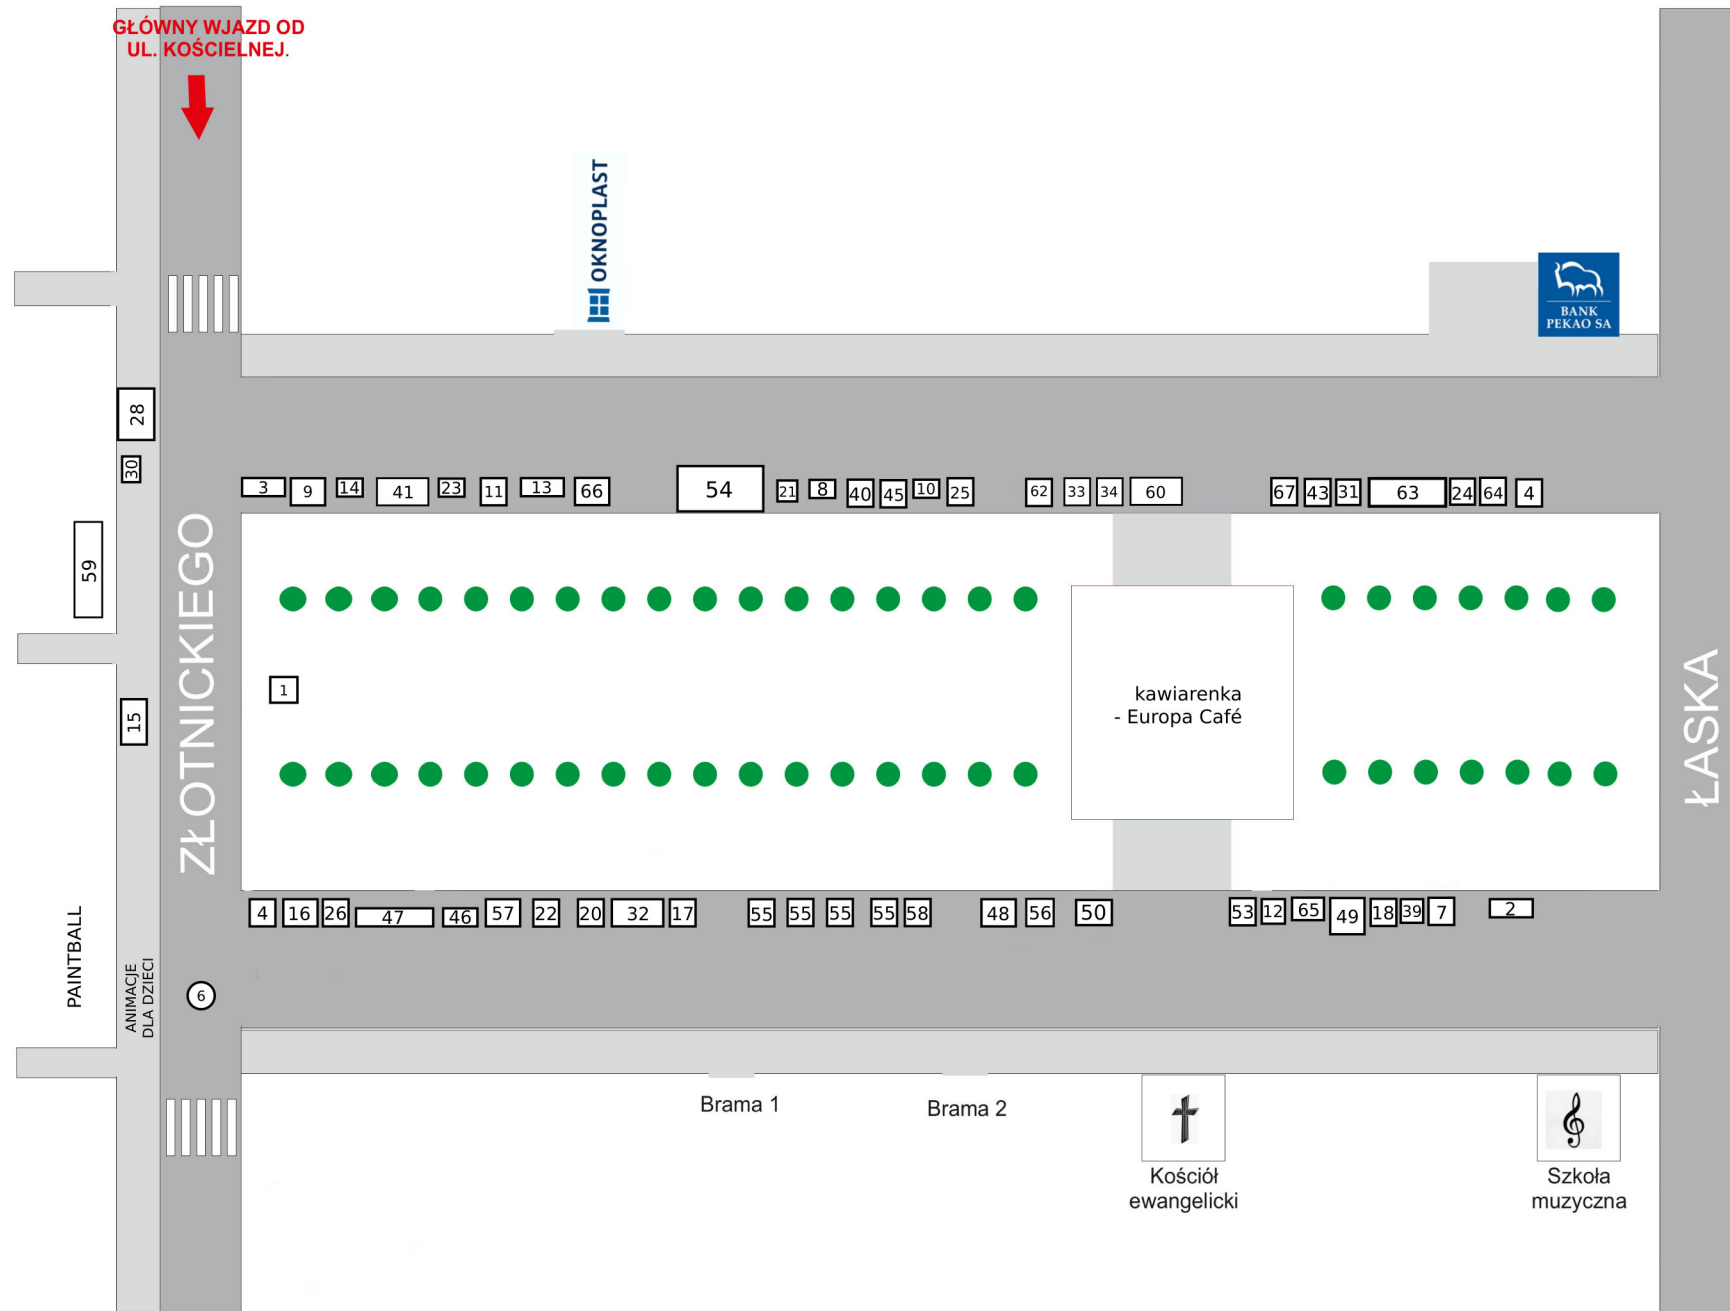 GŁÓWNY WJAZD OD
UL. KOŚCIELNEJ.
OKNOPLAST
BANK
PEKAO SA
28
30
59
15
ZŁOTNICKIEGO
3 9 14 41 23 11 13 66 54 21 8 40 45 10 25 62 33 34 60 67 43 31 63 24 64 4
1
kawiarenka
- Europa Café
ŁASKA
4 16 26 47 46 57 22 20 32 17 55 55 55 55 58 48 56 50 53 12 65 49 18 39 7 2
PAINTBALL
ANIMACJE
DLA DZIECI
6
Brama 1
Brama 2
Kościół
ewangelicki
Szkoła
muzyczna